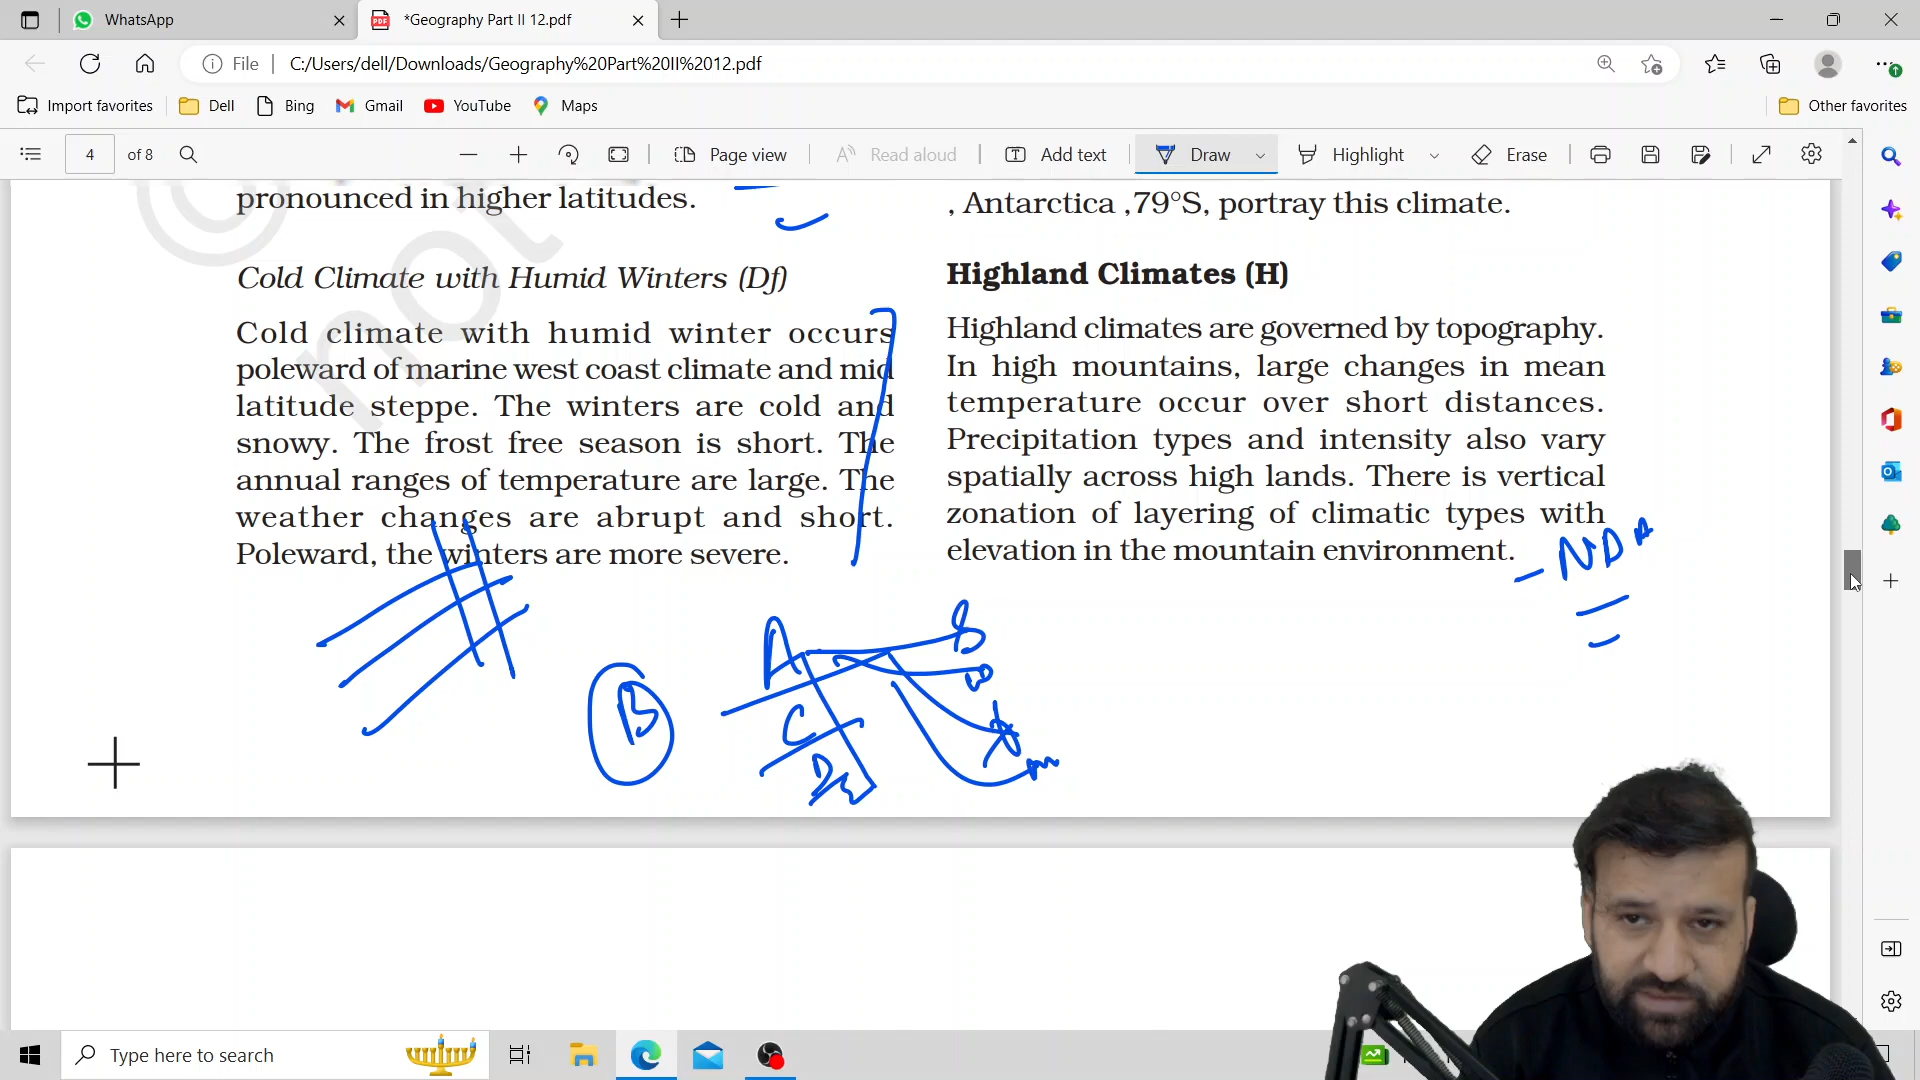 WhatsApp
*Geography Part II 12.pdf
File
C:/Users/dell/Downloads/Geography%20Part%20II%2012.pdf
Import favorites
Dell
Bing
Gmail
YouTube
Maps
Other favorites
4 of 8
Page view
Read aloud
Add text
Draw
Highlight
Erase
pronounced in higher latitudes.
Cold Climate with Humid Winters (Df)
Cold climate with humid winter occurs
poleward of marine west coast climate and mid
latitude steppe. The winters are cold and
snowy. The frost free season is short. The
annual ranges of temperature are large. The
weather changes are abrupt and short.
Poleward, the winters are more severe.
, Antarctica ,79°S, portray this climate.
Highland Climates (H)
Highland climates are governed by topography.
In high mountains, large changes in mean
temperature occur over short distances.
Precipitation types and intensity also vary
spatially across high lands. There is vertical
zonation of layering of climatic types with
elevation in the mountain environment.
- NDA
not
B
A
C
D
S
m
Type here to search